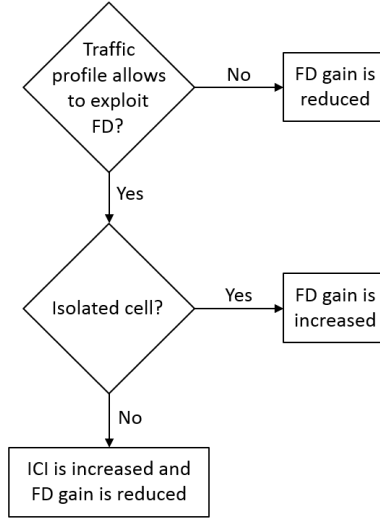 Traffic
profile allows
to exploit
FD?
No
FD gain is
reduced
Yes
Isolated cell?
Yes
FD gain is
increased
No
ICI is increased and
FD gain is reduced